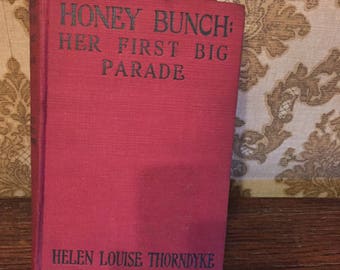 HONEY BUNCH:
HER FIRST BIG
PARADE
HELEN LOUISE THORNDYKE